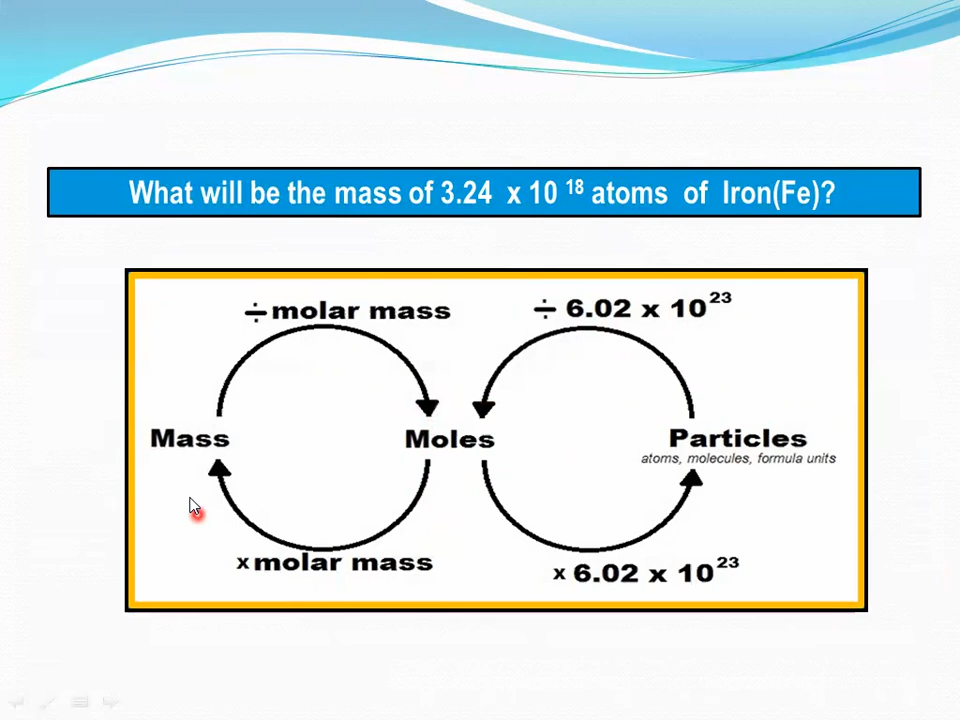 What will be the mass of 3.24 x 10 18 atoms of Iron(Fe)?
÷ molar mass
÷ 6.02 x 10 23
Mass
Moles
Particles
atoms, molecules, formula units
x molar mass
x 6.02 x 10 23